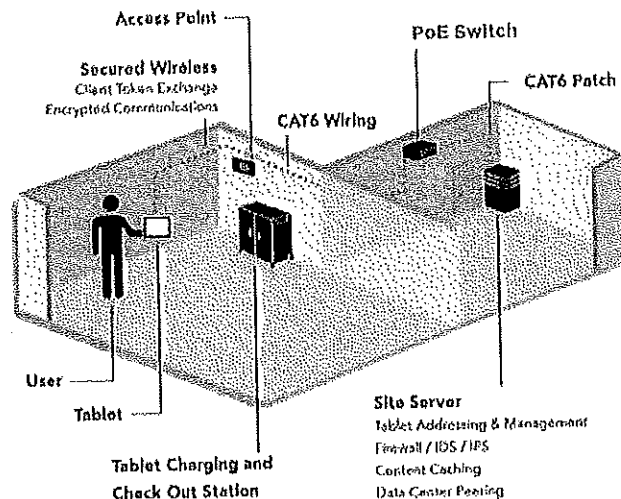 Access Point
PoE Switch
Secured Wireless
Client Token Exchange
Encrypted Communications
CAT6 Patch
CAT6 Wiring
User
Tablet
Tablet Charging and
Check Out Station
Site Server
Tablet Addressing & Management
Firewall / IDS / IPS
Content Caching
Data Center Peering